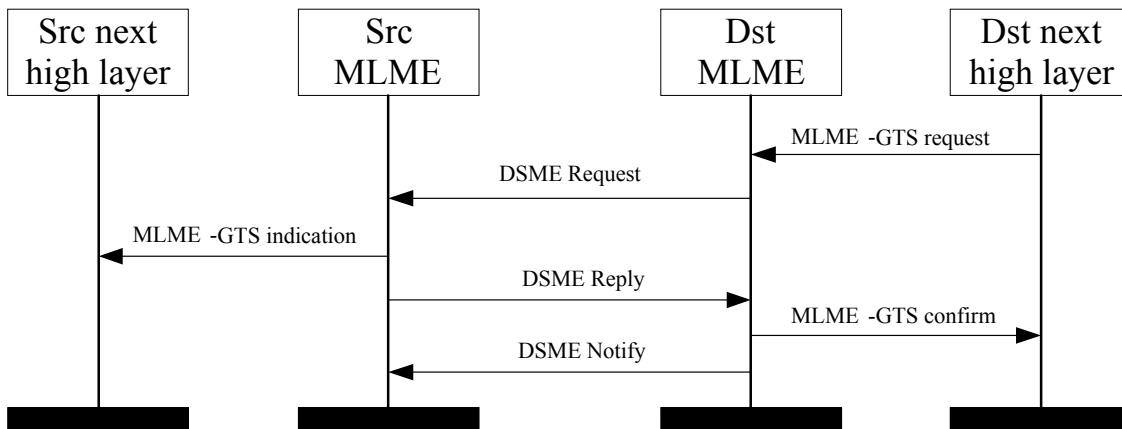 Src next
high layer
Src
MLME
Dst
MLME
Dst next
high layer
MLME -GTS request
DSME Request
MLME -GTS indication
DSME Reply
MLME -GTS confirm
DSME Notify